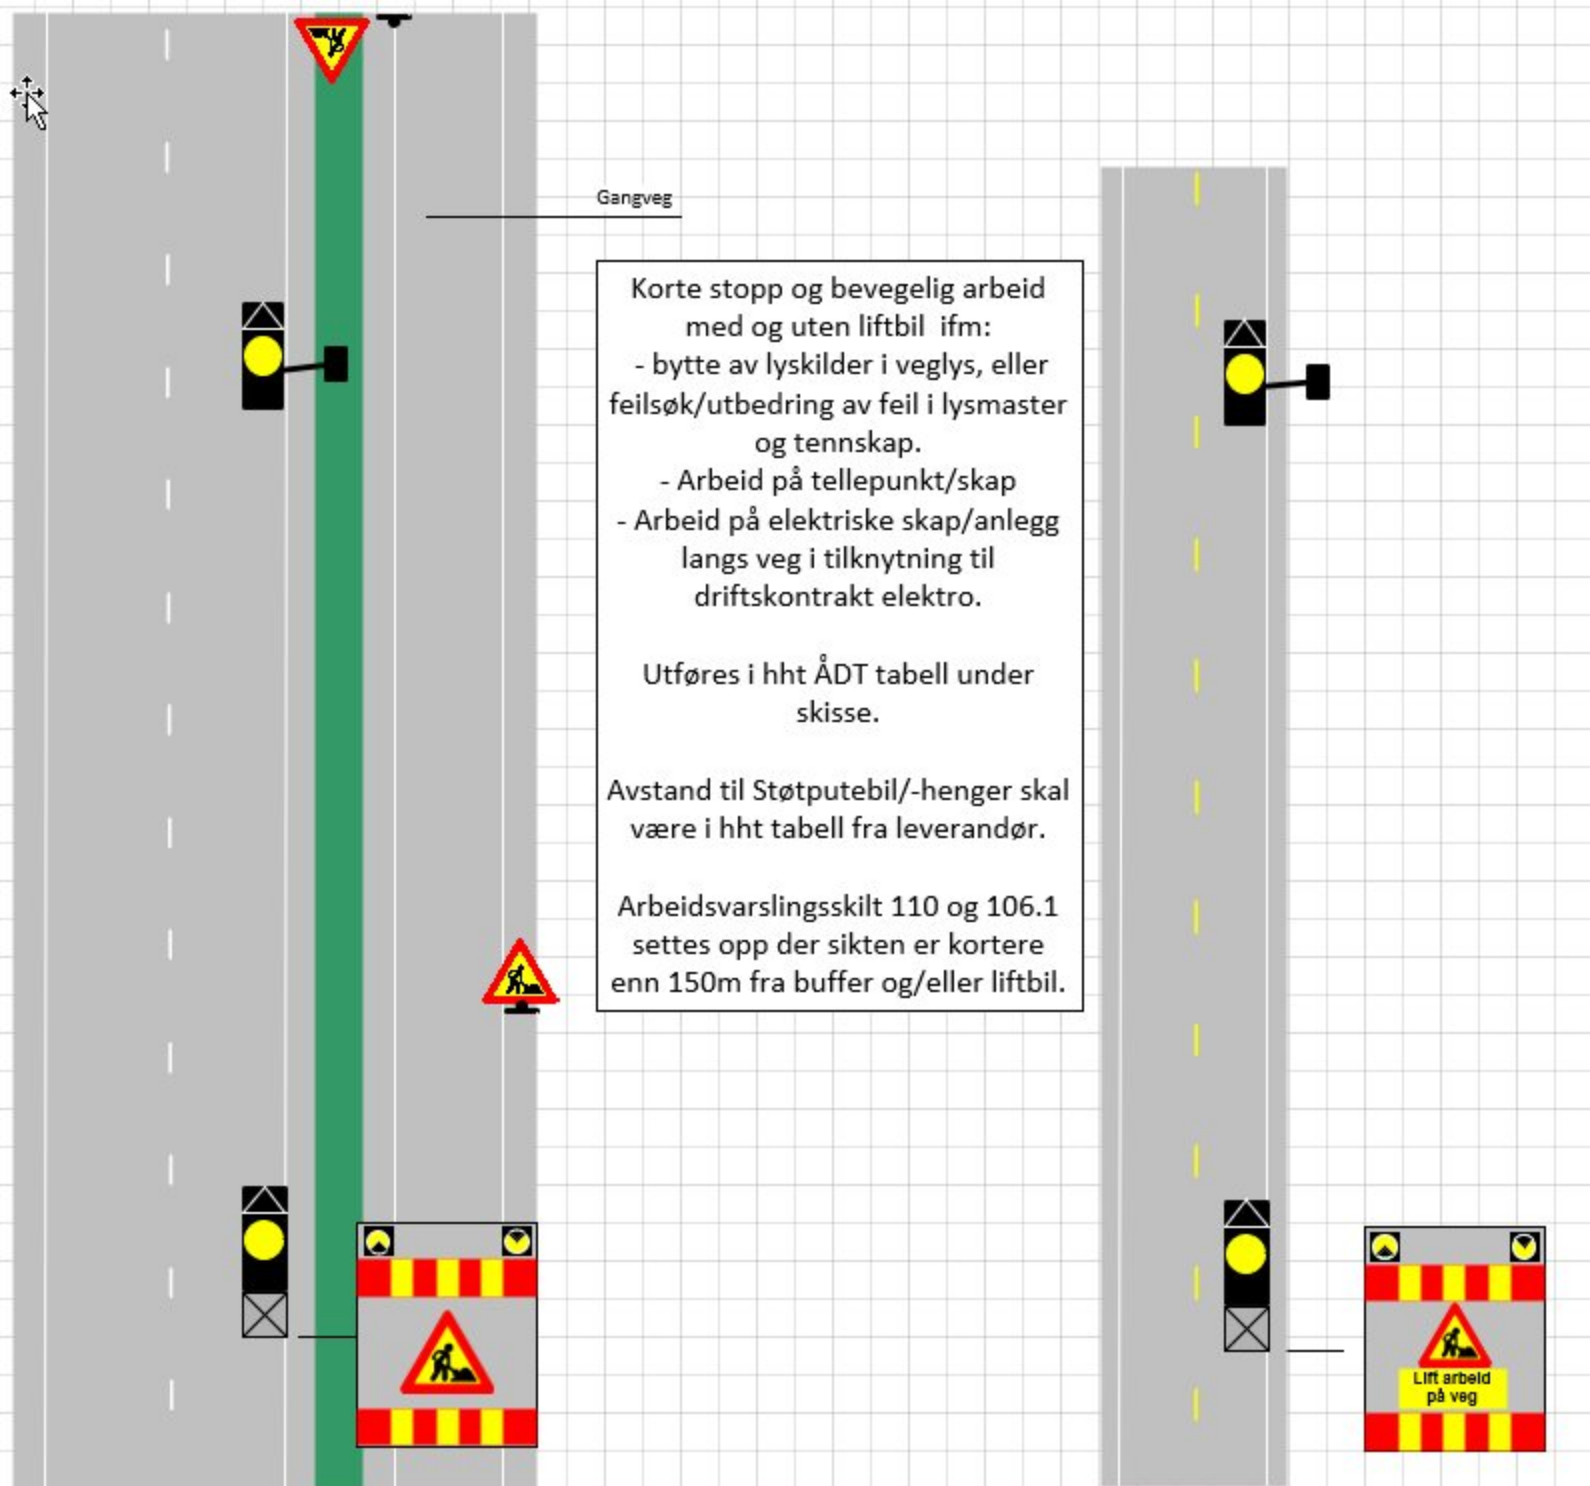 Gangveg
Korte stopp og bevegelig arbeid
med og uten liftbil  ifm:
- bytte av lyskilder i veglys, eller
feilsøk/utbedring av feil i lysmaster
og tennskap.
- Arbeid på tellepunkt/skap
- Arbeid på elektriske skap/anlegg
langs veg i tilknytning til
driftskontrakt elektro.
Utføres i hht ÅDT tabell under
skisse.
Avstand til Støtputebil/-henger skal
være i hht tabell fra leverandør.
Arbeidsvarslingsskilt 110 og 106.1
settes opp der sikten er kortere
enn 150m fra buffer og/eller liftbil.
Lift arbeid
på veg